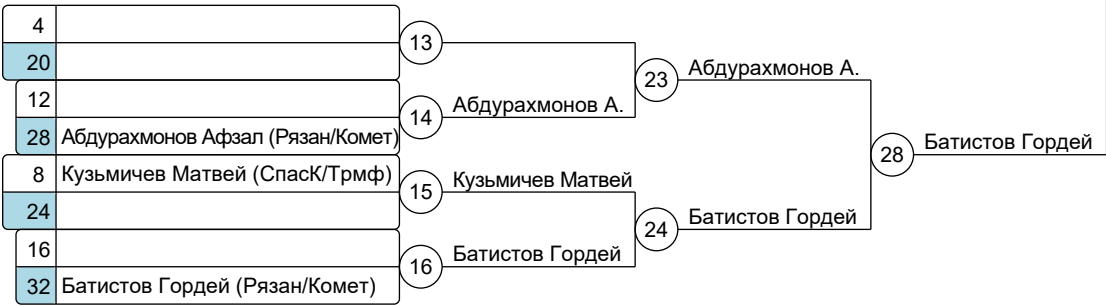 4
13
20
23 Абдурахмонов А.
12
14 Абдурахмонов А.
28 Абдурахмонов Афзал (Рязан/Комет)
28 Батистов Гордей
8 Кузьмичев Матвей (СпасК/Трмф)
15 Кузьмичев Матвей
24
24 Батистов Гордей
16
16 Батистов Гордей
32 Батистов Гордей (Рязан/Комет)